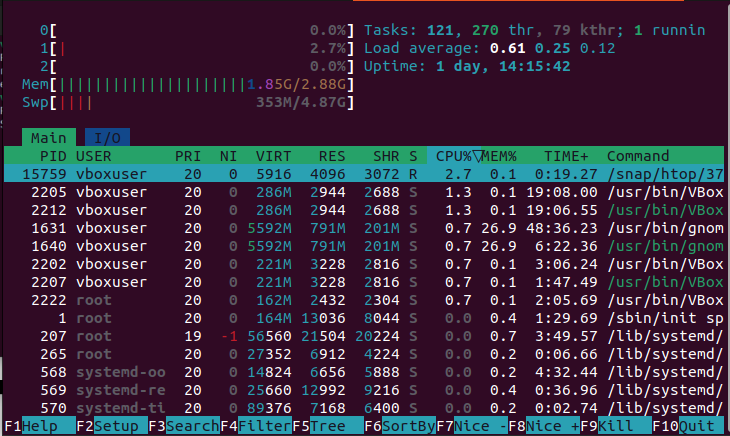 0[ 0.0%] Tasks: 121, 270 thr, 79 kthr; 1 runnin
1[| 2.7%] Load average: 0.61 0.25 0.12
2[ 0.0%] Uptime: 1 day, 14:15:42
Mem[|||||||||||||||||||||1.85G/2.88G]
Swp[|||| 353M/4.87G]
Main I/O
PID USER PRI NI VIRT RES SHR S CPU%▽MEM% TIME+ Command
15759 vboxuser 20 0 5916 4096 3072 R 2.7 0.1 0:19.27 /snap/htop/37
2205 vboxuser 20 0 286M 2944 2688 S 1.3 0.1 19:08.00 /usr/bin/VBox
2212 vboxuser 20 0 286M 2944 2688 S 1.3 0.1 19:06.55 /usr/bin/VBox
1631 vboxuser 20 0 5592M 791M 201M S 0.7 26.9 48:36.23 /usr/bin/gnom
1640 vboxuser 20 0 5592M 791M 201M S 0.7 26.9 6:22.36 /usr/bin/gnom
2202 vboxuser 20 0 221M 3228 2816 S 0.7 0.1 3:06.24 /usr/bin/VBox
2207 vboxuser 20 0 221M 3228 2816 S 0.7 0.1 1:47.49 /usr/bin/VBox
2222 root 20 0 162M 2432 2304 S 0.7 0.1 2:05.69 /usr/bin/VBox
1 root 20 0 164M 13036 8044 S 0.0 0.4 1:29.69 /sbin/init sp
207 root 19 -1 56560 21504 20224 S 0.0 0.7 3:49.57 /lib/systemd/
265 root 20 0 27352 6912 4224 S 0.0 0.2 0:06.66 /lib/systemd/
568 systemd-oo 20 0 14824 6656 5888 S 0.0 0.2 4:32.44 /lib/systemd/
569 systemd-re 20 0 25660 12992 9216 S 0.0 0.4 0:36.96 /lib/systemd/
570 systemd-ti 20 0 89376 7168 6400 S 0.0 0.2 0:02.74 /lib/systemd/
F1Help F2Setup F3SearchF4FilterF5Tree F6SortByF7Nice -F8Nice +F9Kill F10Quit